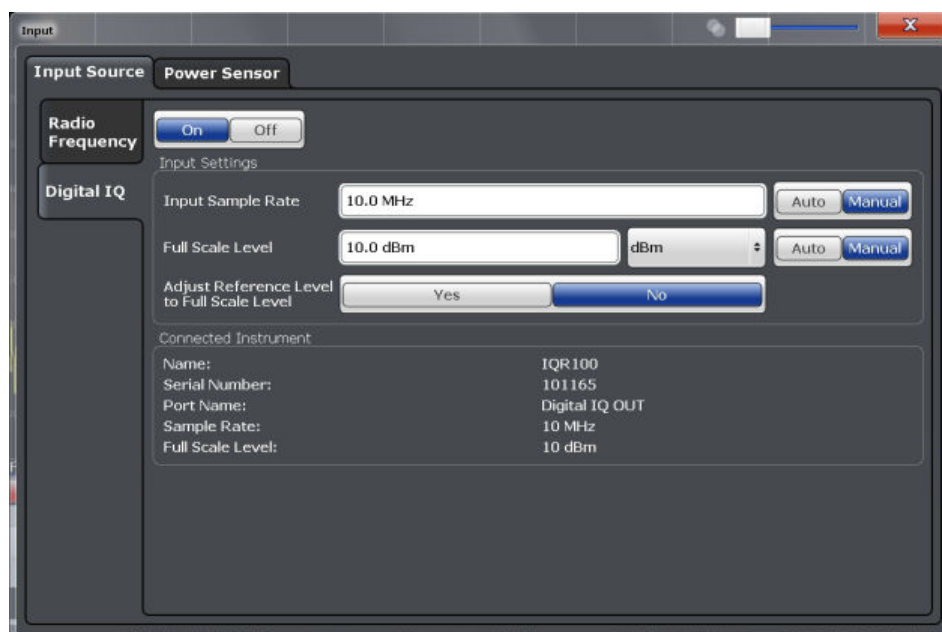 Input
Input Source
Power Sensor
Radio
Frequency
On
Off
Input Settings
Digital IQ
Input Sample Rate
10.0 MHz
Auto
Manual
Full Scale Level
10.0 dBm
dBm
Auto
Manual
Adjust Reference Level
to Full Scale Level
Yes
No
Connected Instrument
Name:
IQR100
Serial Number:
101165
Port Name:
Digital IQ OUT
Sample Rate:
10 MHz
Full Scale Level:
10 dBm